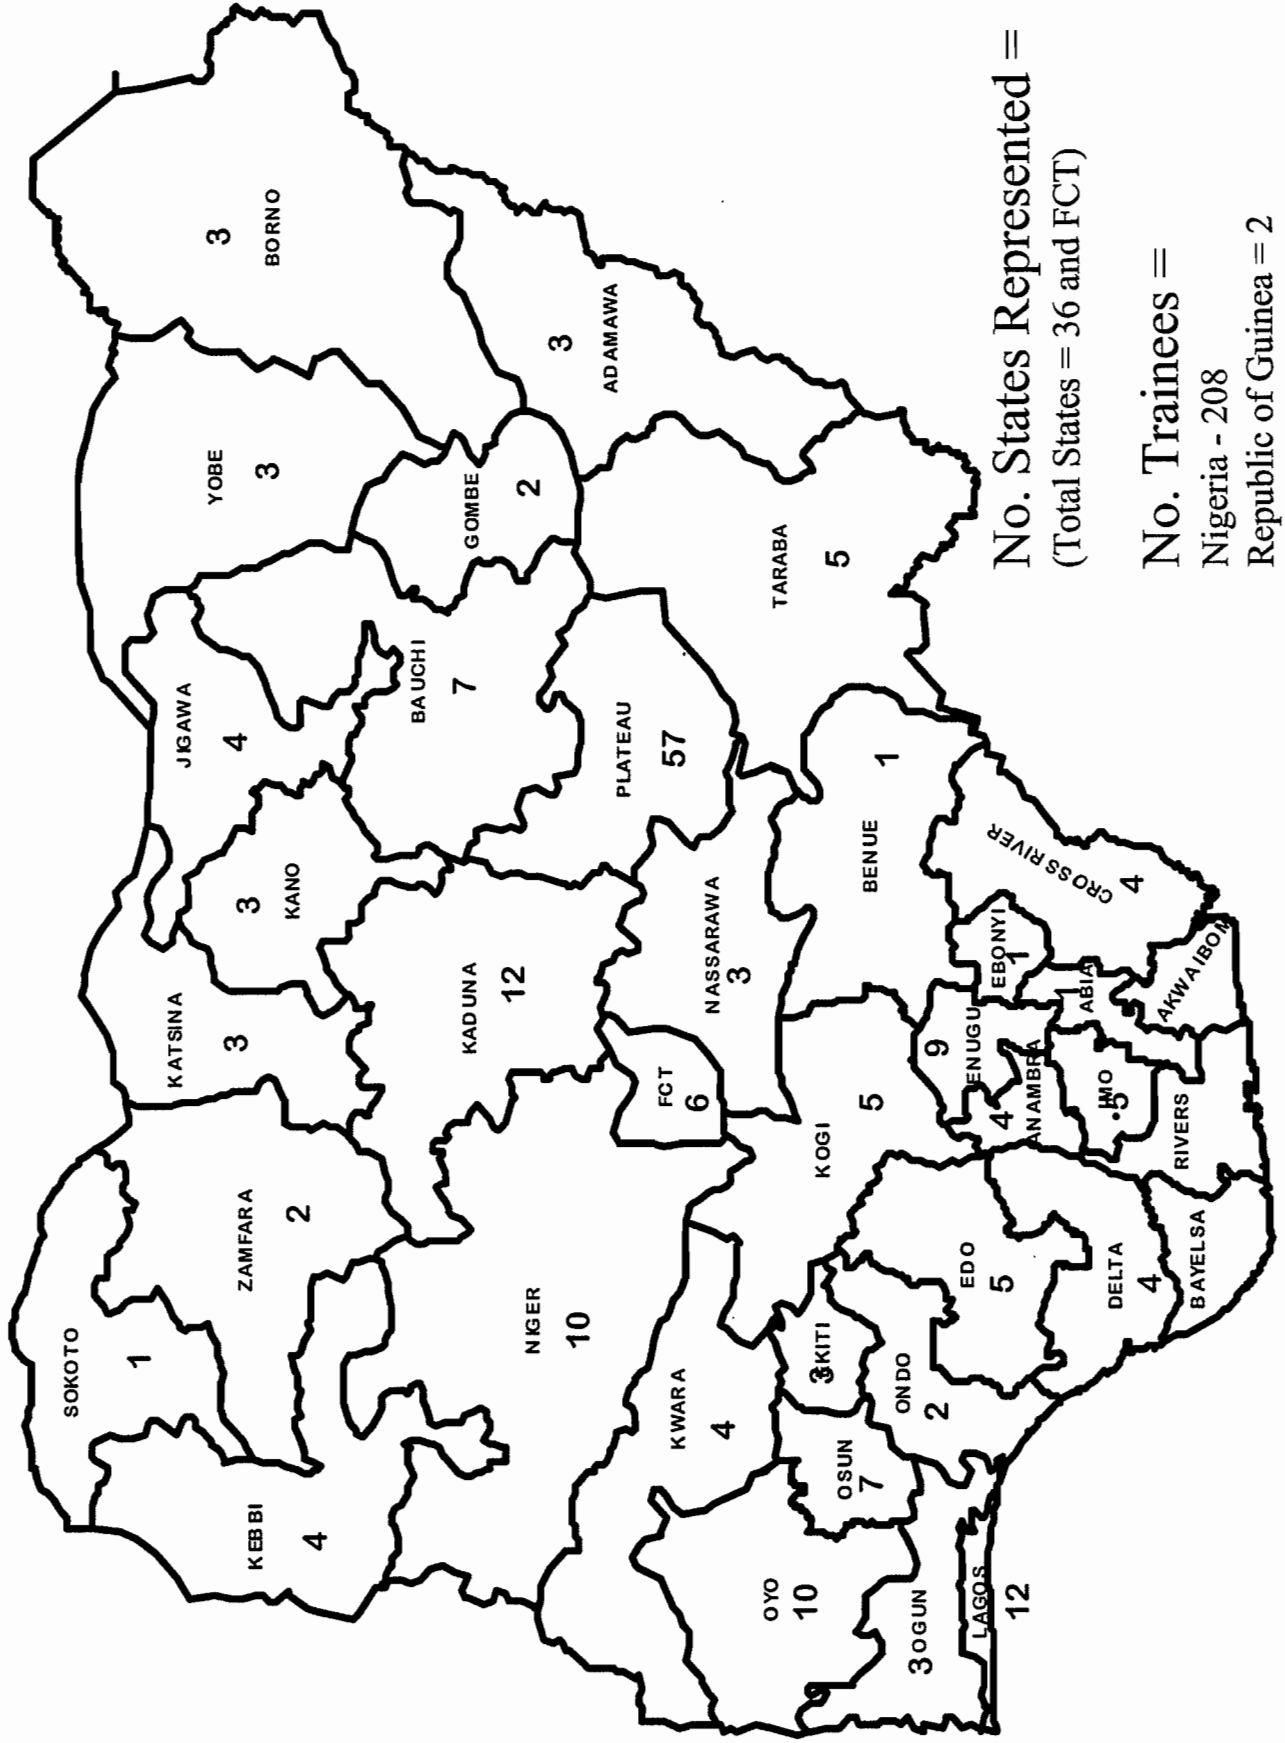 SOKOTO
1
KEBBI
4
ZAMFARA
2
KATSINA
3
KANO
3
JIGAWA
4
YOBE
3
BORNO
3
BAUCHI
7
GOMBE
2
ADAMAWA
3
KADUNA
12
NIGER
10
PLATEAU
57
FCT
6
NASSARAWA
3
TARABA
5
KWARA
4
KOGI
5
BENUE
1
OYO
10
OSUN
7
EKITI
3
ONDO
2
EDO
5
OGUN
3
LAGOS
12
ENUGU
9
EBONYI
1
CROSS RIVER
4
ANAMBRA
4
IMO
5
ABIA
1
AKWAIBOM
DELTA
4
BAYELSA
RIVERS
No. States Represented =
(Total States = 36 and FCT)
No. Trainees =
Nigeria - 208
Republic of Guinea = 2